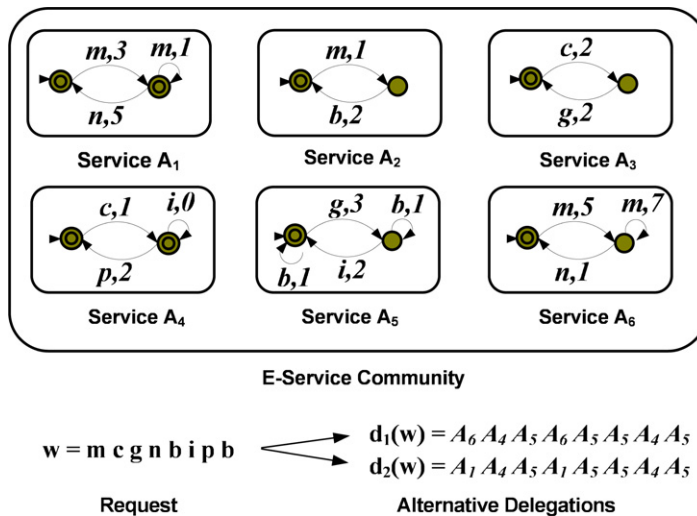 m,3 m,1
n,5
Service A₁
m,1
b,2
Service A₂
c,2
g,2
Service A₃
c,1 i,0
p,2
Service A₄
g,3 b,1
b,1 i,2
Service A₅
m,5 m,7
n,1
Service A₆
E-Service Community
w = m c g n b i p b
d₁(w) = A₆ A₄ A₅ A₆ A₅ A₅ A₄ A₅
d₂(w) = A₁ A₄ A₅ A₁ A₅ A₅ A₄ A₅
Request
Alternative Delegations